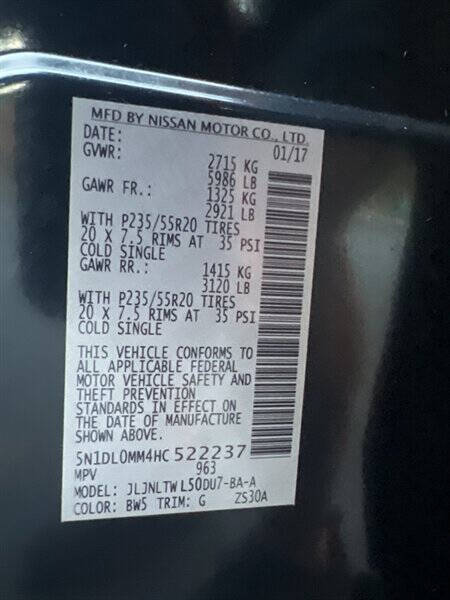 MFD BY NISSAN MOTOR CO., LTD.
DATE: 01/17
GVWR: 2715 KG
5986 LB
GAWR FR.: 1325 KG
2921 LB
WITH P235/55R20 TIRES
20 X 7.5 RIMS AT 35 PSI
COLD SINGLE
GAWR RR.: 1415 KG
3120 LB
WITH P235/55R20 TIRES
20 X 7.5 RIMS AT 35 PSI
COLD SINGLE
THIS VEHICLE CONFORMS TO
ALL APPLICABLE FEDERAL
MOTOR VEHICLE SAFETY AND
THEFT PREVENTION
STANDARDS IN EFFECT ON
THE DATE OF MANUFACTURE
SHOWN ABOVE.
5N1DL0MM4HC 522237
MPV 963
MODEL: JLJNLTW L50DU7-BA-A
COLOR: BW5 TRIM: G ZS30A